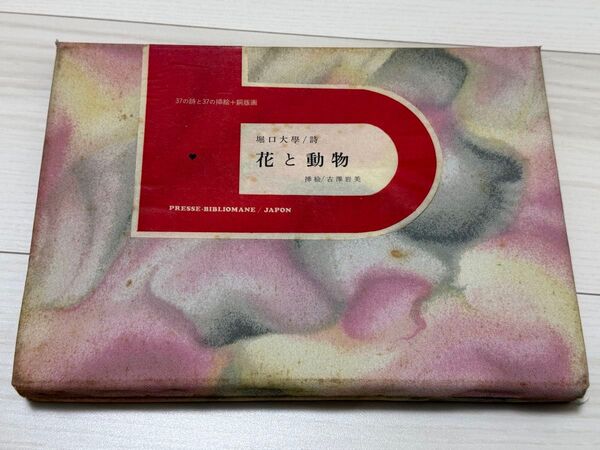 37の詩と37の挿絵+銅版画
堀口大學/詩
花と動物
挿絵/古澤岩美
PRESSE·BIBLIOMANE / JAPON